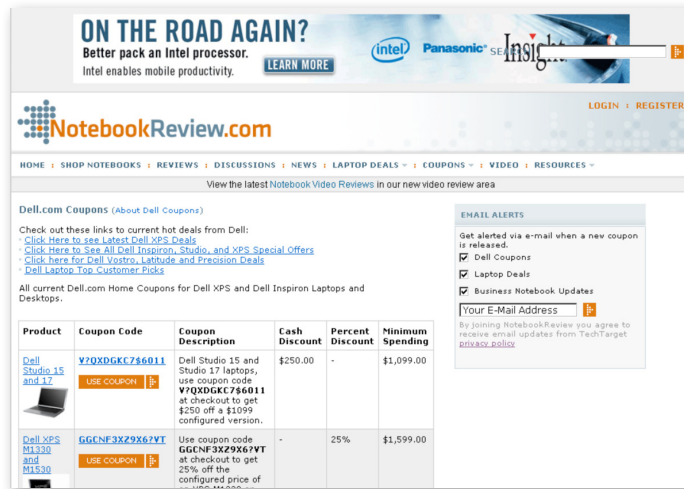 ON THE ROAD AGAIN?
Better pack an Intel processor.
Intel enables mobile productivity.
LEARN MORE
intel
Panasonic
Insight
SEARCH
LOGIN : REGISTER
NotebookReview.com
HOME : SHOP NOTEBOOKS : REVIEWS : DISCUSSIONS : NEWS : LAPTOP DEALS : COUPONS : VIDEO : RESOURCES
View the latest Notebook Video Reviews in our new video review area
Dell.com Coupons (About Dell Coupons)
Check out these links to current hot deals from Dell:
· Click Here to see Latest Dell XPS Deals
· Click Here to See All Dell Inspiron, Studio, and XPS Special Offers
· Click here for Dell Vostro, Latitude and Precision Deals
· Dell Laptop Top Customer Picks
All current Dell.com Home Coupons for Dell XPS and Dell Inspiron Laptops and
Desktops.
Product
Coupon Code
Coupon
Description
Cash
Discount
Percent
Discount
Minimum
Spending
Dell
Studio 15
and 17
V?QXDGKC7$6011
USE COUPON
Dell Studio 15 and
Studio 17 laptops,
use coupon code
V?QXDGKC7$6011
at checkout to get
$250 off a $1099
configured version.
$250.00
-
$1,099.00
Dell XPS
M1330
and
M1530
GGCNF3XZ9X6?VT
USE COUPON
Use coupon code
GGCNF3XZ9X6?VT
at checkout to get
25% off the
configured price of
-
25%
$1,599.00
EMAIL ALERTS
Get alerted via e-mail when a new coupon
is released.
Dell Coupons
Laptop Deals
Business Notebook Updates
Your E-Mail Address
By joining NotebookReview you agree to
receive email updates from TechTarget
privacy policy